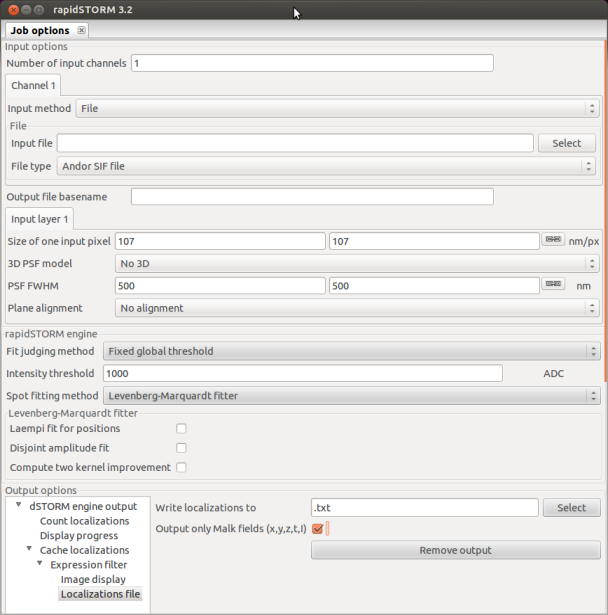 rapidSTORM 3.2
Job options
Input options
Number of input channels 1
Channel 1
Input method File
File
Input file Select
File type Andor SIF file
Output file basename
Input layer 1
Size of one input pixel 107 107 nm/px
3D PSF model No 3D
PSF FWHM 500 500 nm
Plane alignment No alignment
rapidSTORM engine
Fit judging method Fixed global threshold
Intensity threshold 1000 ADC
Spot fitting method Levenberg-Marquardt fitter
Levenberg-Marquardt fitter
Laempi fit for positions
Disjoint amplitude fit
Compute two kernel improvement
Output options
dSTORM engine output
Count localizations
Display progress
Cache localizations
Expression filter
Image display
Localizations file
Write localizations to .txt Select
Output only Malk fields (x,y,z,t,I)
Remove output